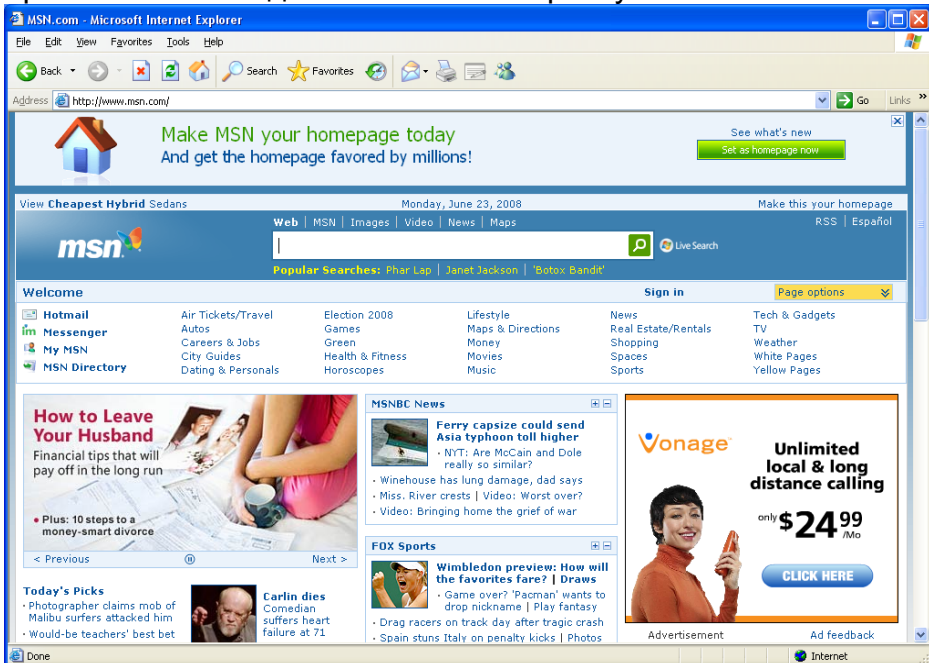 MSN.com - Microsoft Internet Explorer
File Edit View Favorites Tools Help
Back Search Favorites
Address http://www.msn.com/ Go Links »
Make MSN your homepage today
And get the homepage favored by millions!
See what's new
Set as homepage now
View Cheapest Hybrid Sedans Monday, June 23, 2008 Make this your homepage
Web | MSN | Images | Video | News | Maps RSS | Español
msn Live Search
Popular Searches: Phar Lap | Janet Jackson | 'Botox Bandit'
Welcome Sign in Page options
Hotmail Air Tickets/Travel Election 2008 Lifestyle News Tech & Gadgets
Messenger Autos Games Maps & Directions Real Estate/Rentals TV
My MSN Careers & Jobs Green Money Shopping Weather
MSN Directory City Guides Health & Fitness Movies Spaces White Pages
Dating & Personals Horoscopes Music Sports Yellow Pages
How to Leave
Your Husband
Financial tips that will
pay off in the long run
• Plus: 10 steps to a
money-smart divorce
< Previous Next >
Today's Picks
· Photographer claims mob of
Malibu surfers attacked him
· Would-be teachers' best bet
Carlin dies
Comedian
suffers heart
failure at 71
MSNBC News
Ferry capsize could send
Asia typhoon toll higher
· NYT: Are McCain and Dole
really so similar?
· Winehouse has lung damage, dad says
· Miss. River crests | Video: Worst over?
· Video: Bringing home the grief of war
FOX Sports
Wimbledon preview: How will
the favorites fare? | Draws
· Game over? 'Pacman' wants to
drop nickname | Play fantasy
· Drag racers on track day after tragic crash
· Spain stuns Italy on penalty kicks | Photos
Vonage
Unlimited
local & long
distance calling
only $24 99 /Mo
CLICK HERE
Advertisement Ad feedback
Done Internet